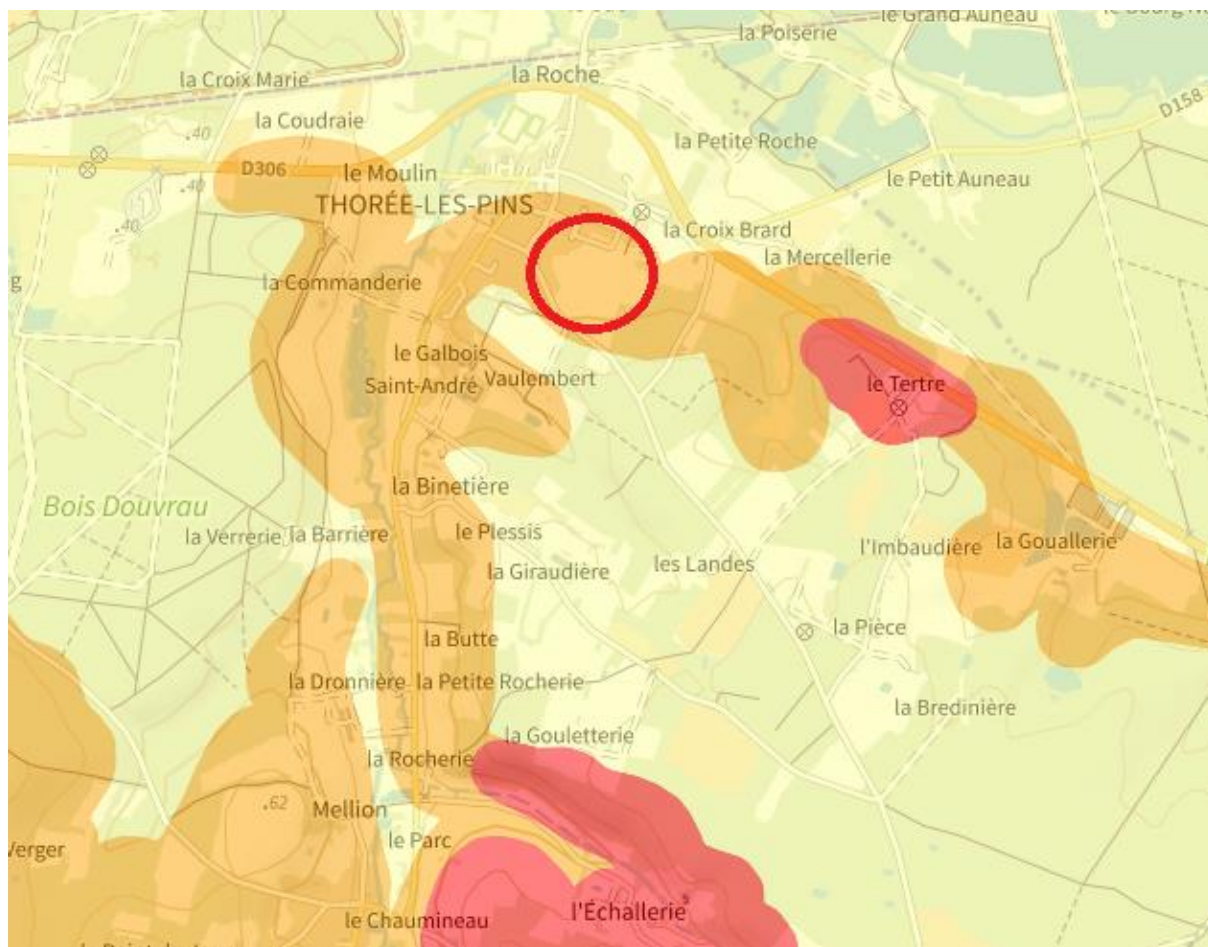 le Grand Auneau
la Poiserie
la Roche
la Croix Marie
D158
la Coudraie
.40
la Petite Roche
D306
le Moulin
.40
le Petit Auneau
THORÉE-LES-PINS
.40
la Croix Brard
la Mercellerie
la Commanderie
g
le Galbois
Saint-André
Vaulembert
le Tertre
la Binetière
Bois Douvrau
le Plessis
la Verrerie
la Barrière
l'Imbaudière
la Gouallerie
les Landes
la Giraudière
la Pièce
la Butte
la Dronnière
la Petite Rocherie
la Bredinière
la Gouletterie
la Rocherie
.62
Mellion
le Parc
Verger
l'Échallerie
le Chaumineau